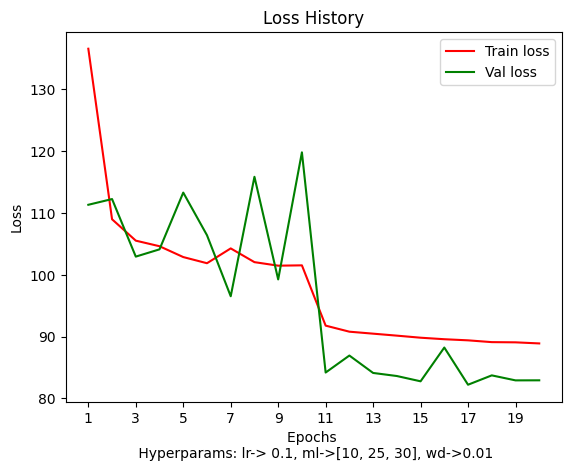 Loss History
Train loss
Val loss
Loss
130
120
110
100
90
80
1 3 5 7 9 11 13 15 17 19
Epochs
Hyperparams: lr-> 0.1, ml->[10, 25, 30], wd->0.01